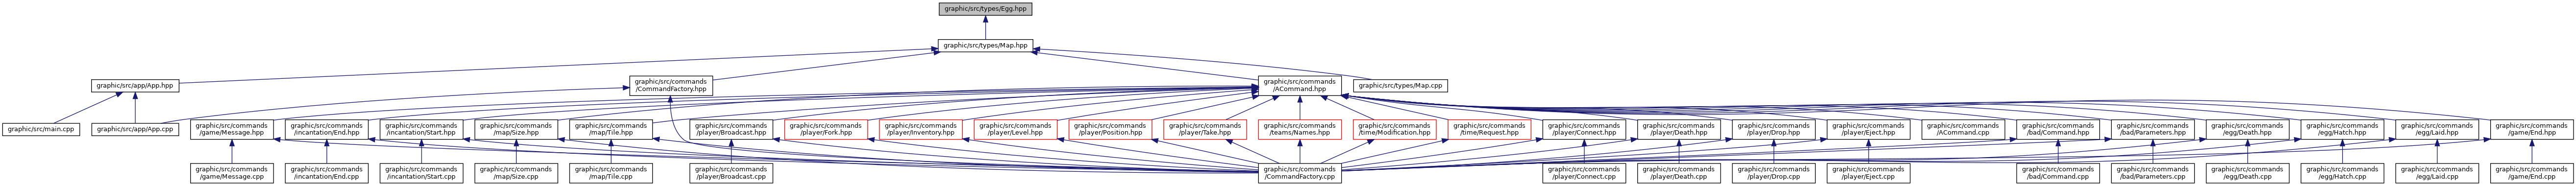 graphic/src/types/Egg.hpp
graphic/src/types/Map.hpp
graphic/src/app/App.hpp
graphic/src/commands
/CommandFactory.hpp
graphic/src/commands
/ACommand.hpp
graphic/src/types/Map.cpp
graphic/src/main.cpp
graphic/src/app/App.cpp
graphic/src/commands
/game/Message.hpp
graphic/src/commands
/incantation/End.hpp
graphic/src/commands
/incantation/Start.hpp
graphic/src/commands
/map/Size.hpp
graphic/src/commands
/map/Tile.hpp
graphic/src/commands
/player/Broadcast.hpp
graphic/src/commands
/player/Fork.hpp
graphic/src/commands
/player/Inventory.hpp
graphic/src/commands
/player/Level.hpp
graphic/src/commands
/player/Position.hpp
graphic/src/commands
/player/Take.hpp
graphic/src/commands
/teams/Names.hpp
graphic/src/commands
/time/Modification.hpp
graphic/src/commands
/time/Request.hpp
graphic/src/commands
/player/Connect.hpp
graphic/src/commands
/player/Death.hpp
graphic/src/commands
/player/Drop.hpp
graphic/src/commands
/player/Eject.hpp
graphic/src/commands
/ACommand.cpp
graphic/src/commands
/bad/Command.hpp
graphic/src/commands
/bad/Parameters.hpp
graphic/src/commands
/egg/Death.hpp
graphic/src/commands
/egg/Hatch.hpp
graphic/src/commands
/egg/Laid.hpp
graphic/src/commands
/game/End.hpp
graphic/src/commands
/game/Message.cpp
graphic/src/commands
/incantation/End.cpp
graphic/src/commands
/incantation/Start.cpp
graphic/src/commands
/map/Size.cpp
graphic/src/commands
/map/Tile.cpp
graphic/src/commands
/player/Broadcast.cpp
graphic/src/commands
/CommandFactory.cpp
graphic/src/commands
/player/Connect.cpp
graphic/src/commands
/player/Death.cpp
graphic/src/commands
/player/Drop.cpp
graphic/src/commands
/player/Eject.cpp
graphic/src/commands
/bad/Command.cpp
graphic/src/commands
/bad/Parameters.cpp
graphic/src/commands
/egg/Death.cpp
graphic/src/commands
/egg/Hatch.cpp
graphic/src/commands
/egg/Laid.cpp
graphic/src/commands
/game/End.cpp